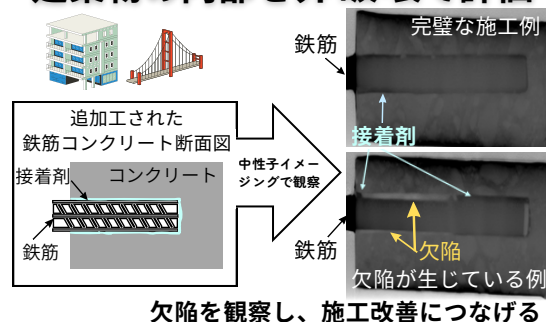 完璧な施工例
鉄筋
追加工された
鉄筋コンクリート断面図
接着剤
コンクリート
鉄筋
中性子イメー
ジングで観察
接着剤
鉄筋
欠陥
欠陥が生じている例
欠陥を観察し、施工改善につなげる